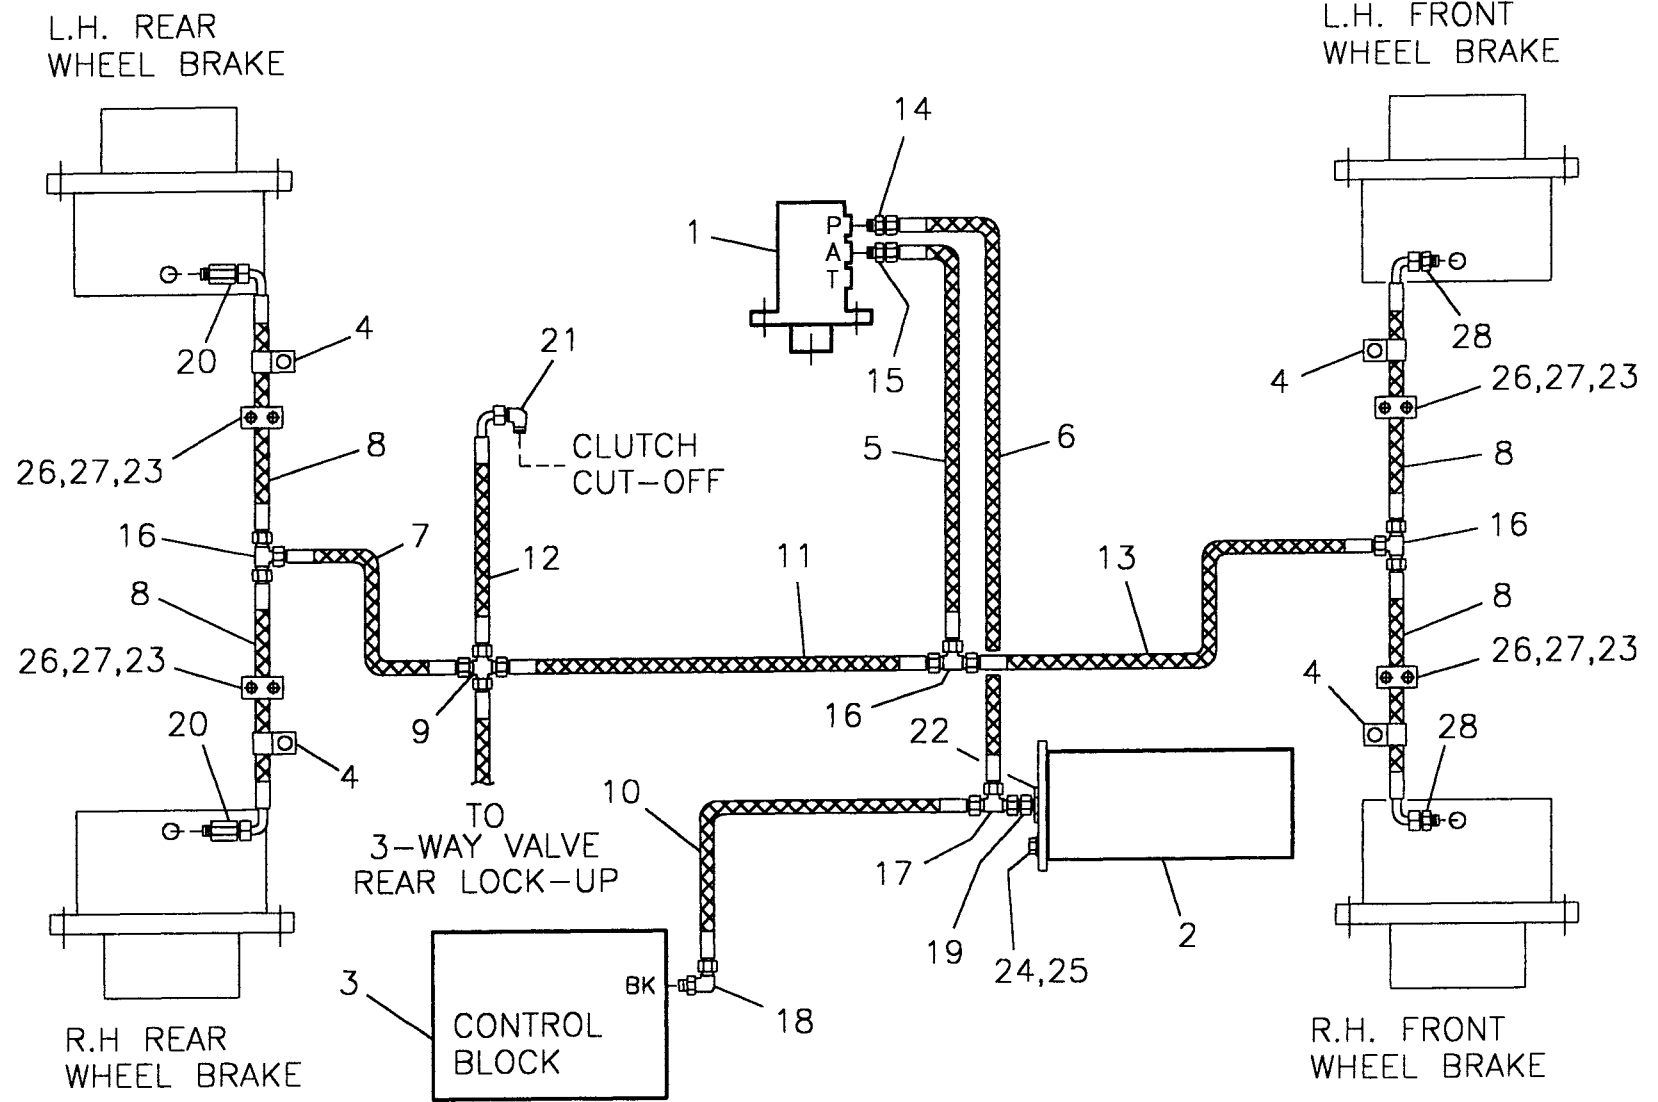 L.H. REAR
WHEEL BRAKE
L.H. FRONT
WHEEL BRAKE
14
1
P
A
T
15
20
4
21
28
4
26,27,23
CLUTCH
CUT-OFF
5
6
8
26,27,23
8
16
7
12
11
13
16
8
8
26,27,23
26,27,23
9
16
22
4
20
4
28
10
TO
3-WAY VALVE
REAR LOCK-UP
17
19
24,25
2
3
BK
18
CONTROL
BLOCK
R.H REAR
WHEEL BRAKE
R.H. FRONT
WHEEL BRAKE